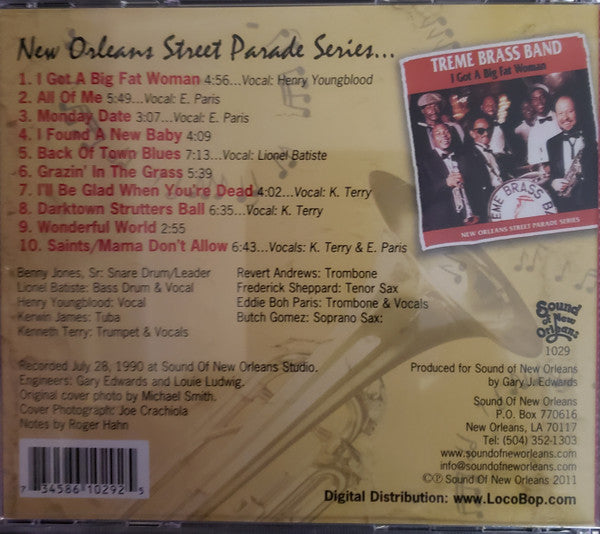 New Orleans Street Parade Series...
1. I Got A Big Fat Woman 4:56...Vocal: Henry Youngblood
2. All Of Me 5:49...Vocal: E. Paris
3. Monday Date 3:07...Vocal: E. Paris
4. I Found A New Baby 4:09
5. Back Of Town Blues 7:13...Vocal: Lionel Batiste
6. Grazin' In The Grass 5:39
7. I'll Be Glad When You're Dead 4:02...Vocal: K. Terry
8. Darktown Strutters Ball 6:35...Vocal: K. Terry
9. Wonderful World 2:55
10. Saints/Mama Don't Allow 6:43...Vocals: K. Terry & E. Paris
TREME BRASS BAND
I Got A Big Fat Woman
EME BRASS B
NEW ORLEANS STREET PARADE SERIES
Benny Jones, Sr: Snare Drum/Leader
Lionel Batiste: Bass Drum & Vocal
Henry Youngblood: Vocal
Kerwin James: Tuba
Kenneth Terry: Trumpet & Vocals
Revert Andrews: Trombone
Frederick Sheppard: Tenor Sax
Eddie Boh Paris: Trombone & Vocals
Butch Gomez: Soprano Sax:
Sound
of New
Orleans
1029
Recorded July 28, 1990 at Sound Of New Orleans Studio.
Engineers: Gary Edwards and Louie Ludwig.
Original cover photo by Michael Smith.
Cover Photograph: Joe Crachiola
Notes by Roger Hahn
Produced for Sound of New Orleans
by Gary J. Edwards
Sound Of New Orleans
P.O. Box 770616
New Orleans, LA 70117
Tel: (504) 352-1303
www.soundofneworleans.com
info@soundofneworleans.com
©℗ Sound Of New Orleans 2011
7 34586 10292 5
Digital Distribution: www.LocoBop.com